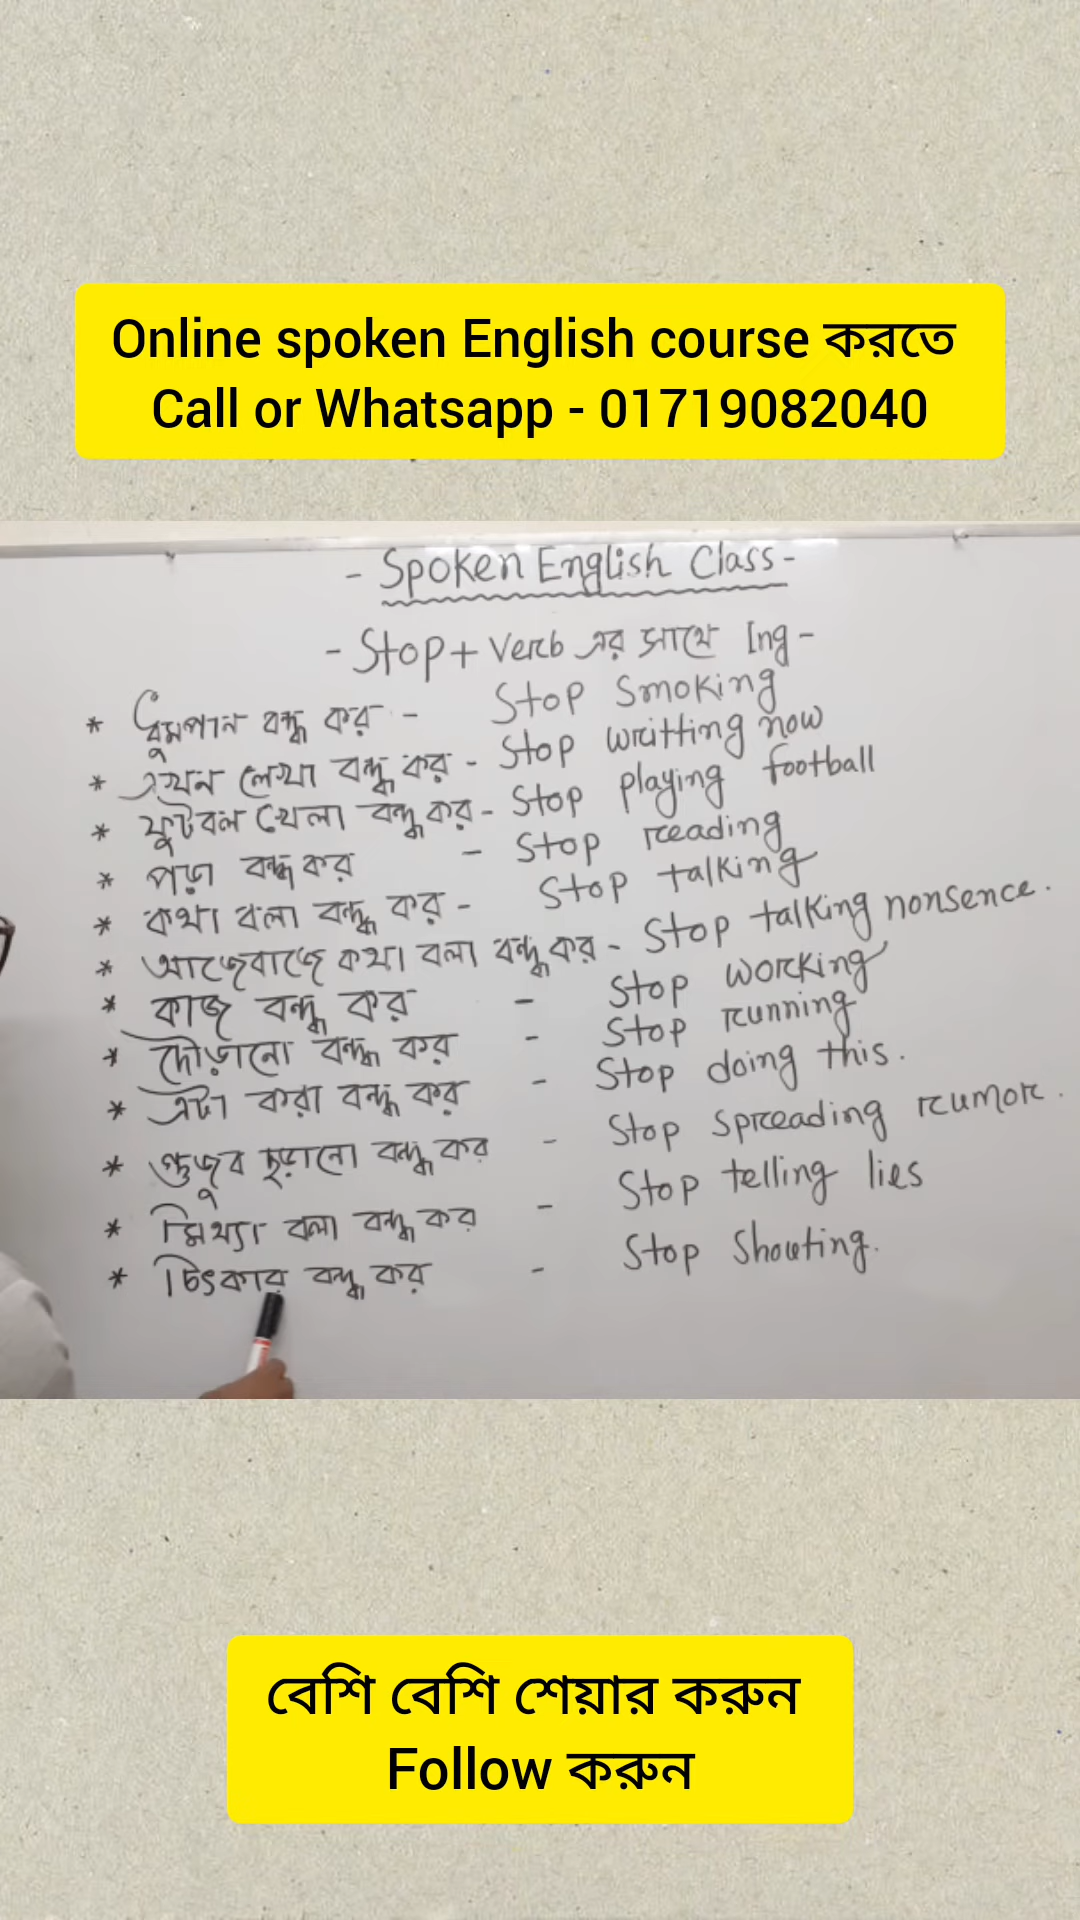 Online spoken English course করতে
Call or Whatsapp - 01719082040
- Spoken English Class -
- Stop + Verb এর সাথে Ing -
* ধুমপান বন্ধ কর - Stop Smoking
* এখন লেখা বন্ধ কর - Stop writting now
* ফুটবল খেলা বন্ধ কর - Stop playing football
* পড়া বন্ধ কর - Stop reading
* কথা বলা বন্ধ কর - Stop talking
* আজেবাজে কথা বলা বন্ধ কর - Stop talking nonsence.
* কাজ বন্ধ কর - Stop working
* দৌড়ানো বন্ধ কর - Stop running
* এটা করা বন্ধ কর - Stop doing this.
* গুজব ছড়ানো বন্ধ কর - Stop spreading rumor.
* মিথ্যা বলা বন্ধ কর - Stop telling lies
* চিৎকার বন্ধ কর - Stop Shouting.
বেশি বেশি শেয়ার করুন
Follow করুন